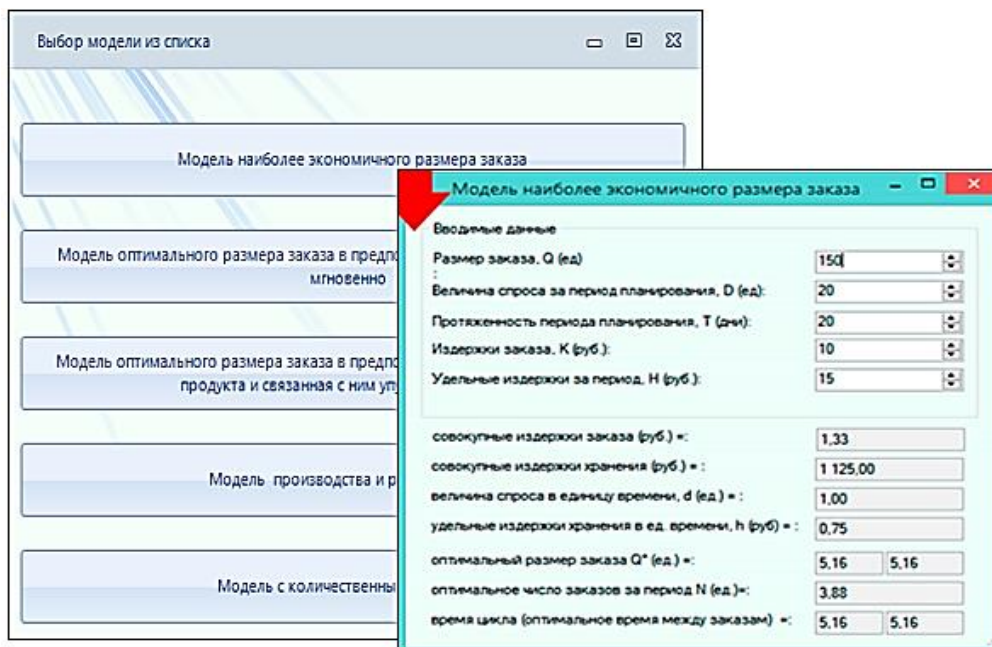 Выбор модели из списка
Модель наиболее экономичного размера заказа
Модель оптимального размера заказа в
мгновенно
Модель оптимального размера заказа в
продукта и связанная с ним
Модель производства и
Модель с
Модель наиболее экономичного размера заказа
Вводимые данные
Размер заказа, Q (ед)
:
150
Величина спроса за период планирования, D (ед):
20
Протяженность периода планирования, T (дни):
20
Издержки заказа, K (руб.):
10
Удельные издержки за период, H (руб.):
15
совокупные издержки заказа (руб.) =:
1,33
совокупные издержки хранения (руб.) = :
1 125,00
величина спроса в единицу времени, d (ед.) = :
1,00
удельные издержки хранения в ед. времени, h (руб) = :
0,75
оптимальный размер заказа Q* (ед.) =:
5,16 5,16
оптимальное число заказов за период N (ед.)=:
3,88
время цикла (оптимальное время между заказам) =:
5,16 5,16